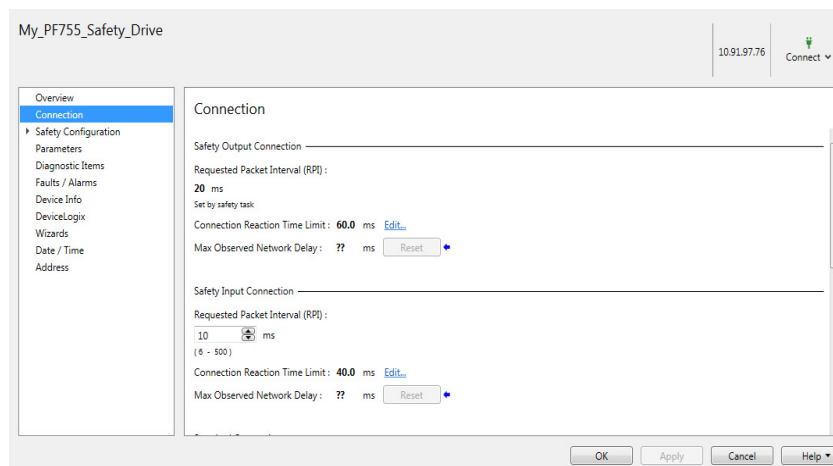 My_PF755_Safety_Drive
10.91.97.76
Connect
Overview
Connection
Safety Configuration
Parameters
Diagnostic Items
Faults / Alarms
Device Info
DeviceLogix
Wizards
Date / Time
Address
Connection
Safety Output Connection
Requested Packet Interval (RPI) :
20 ms
Set by safety task
Connection Reaction Time Limit : 60.0 ms Edit...
Max Observed Network Delay : ?? ms Reset
Safety Input Connection
Requested Packet Interval (RPI) :
10 ms
( 6 - 500 )
Connection Reaction Time Limit : 40.0 ms Edit...
Max Observed Network Delay : ?? ms Reset
OK Apply Cancel Help